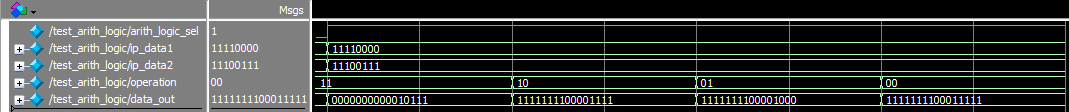 Msgs
/test_arith_logic/arith_logic_sel 1
/test_arith_logic/ip_data1 11110000 11110000
/test_arith_logic/ip_data2 11100111 11100111
/test_arith_logic/operation 00 11 10 01 00
/test_arith_logic/data_out 1111111100011111 0000000000010111 1111111100001111 1111111100001000 1111111100011111